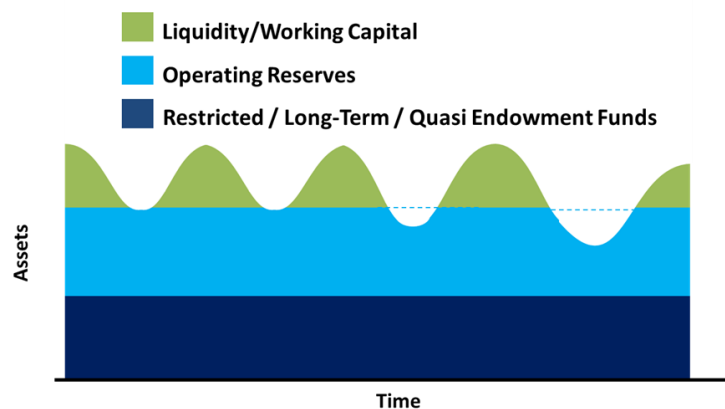 Liquidity/Working Capital
Operating Reserves
Restricted / Long-Term / Quasi Endowment Funds
Assets
Time